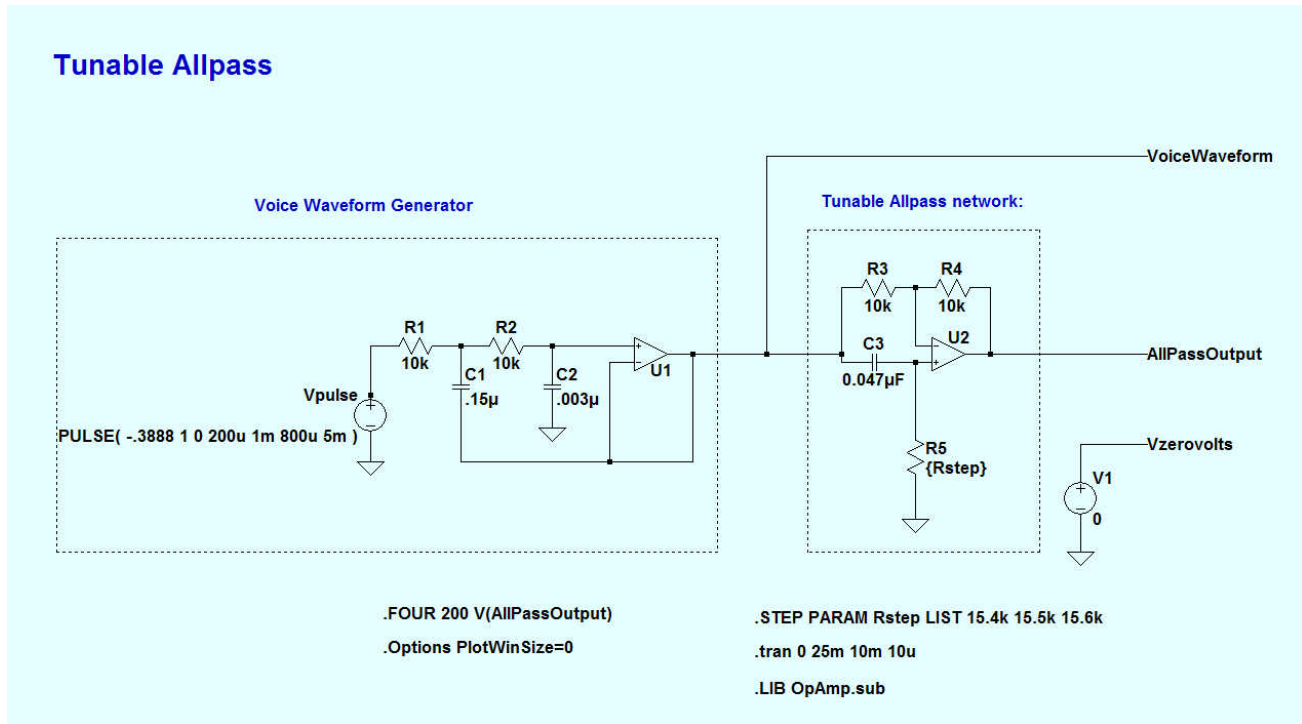 Tunable Allpass
VoiceWaveform
Voice Waveform Generator
Tunable Allpass network:
R3
10k
R4
10k
R1
10k
R2
10k
+
−
U1
C3
0.047µF
−
+
U2
AllPassOutput
C1
.15µ
C2
.003µ
Vpulse
+
−
PULSE( -.3888 1 0 200u 1m 800u 5m )
R5
{Rstep}
Vzerovolts
V1
+
−
0
.FOUR 200 V(AllPassOutput)
.Options PlotWinSize=0
.STEP PARAM Rstep LIST 15.4k 15.5k 15.6k
.tran 0 25m 10m 10u
.LIB OpAmp.sub